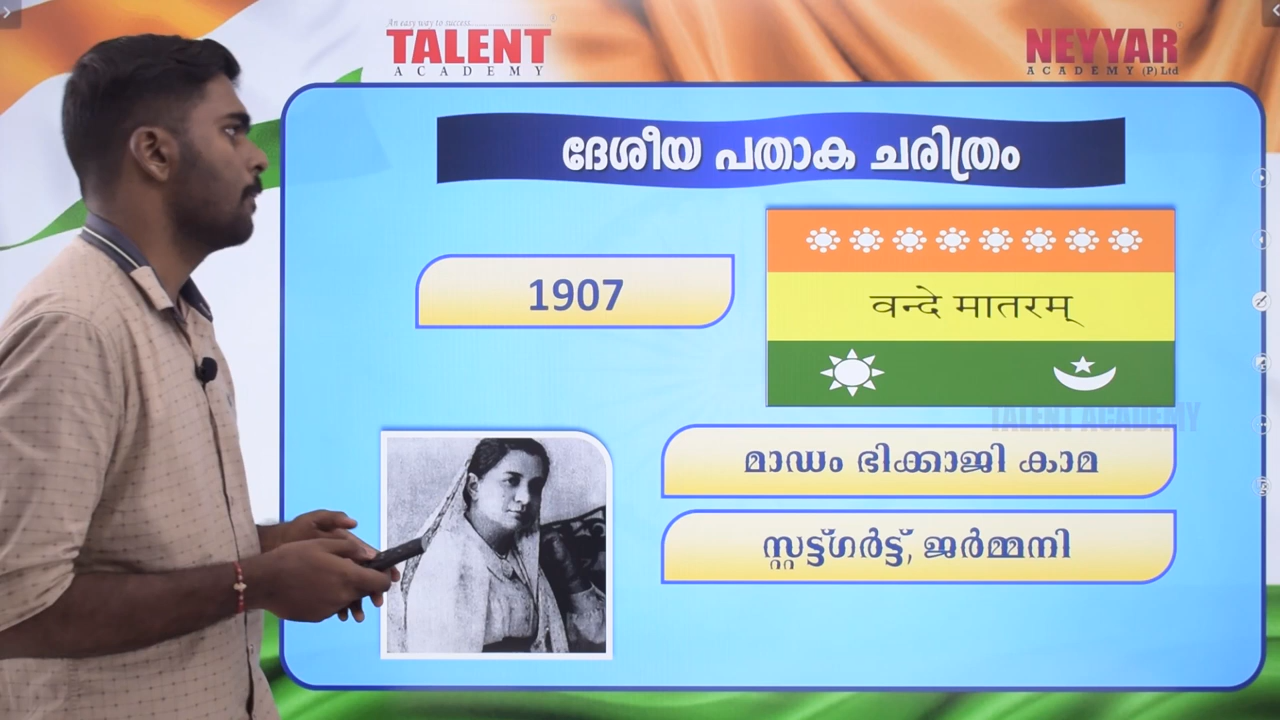 An easy way to success
TALENT
ACADEMY
NEYYAR
ACADEMY (P) Ltd
ദേശീയ പതാക ചരിത്രം
1907
वन्दे मातरम्
TALENT ACADEMY
മാഡം ഭിക്കാജി കാമ
സ്റ്റട്ട്ഗർട്ട്, ജർമ്മനി